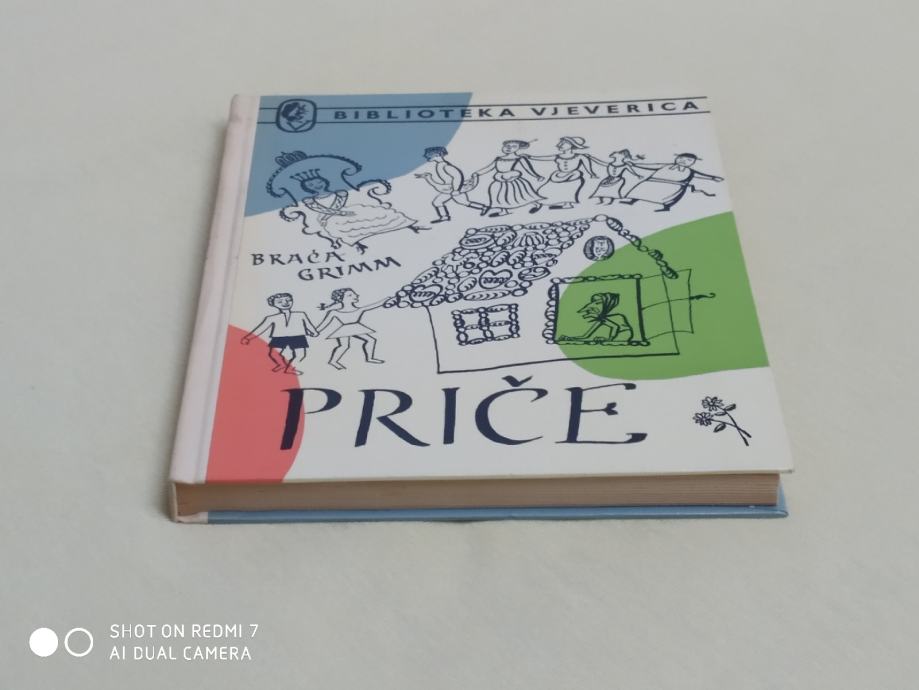 BIBLIOTEKA VJEVERICA
BRAĆA
GRIMM
PRIČE
SHOT ON REDMI 7
AI DUAL CAMERA